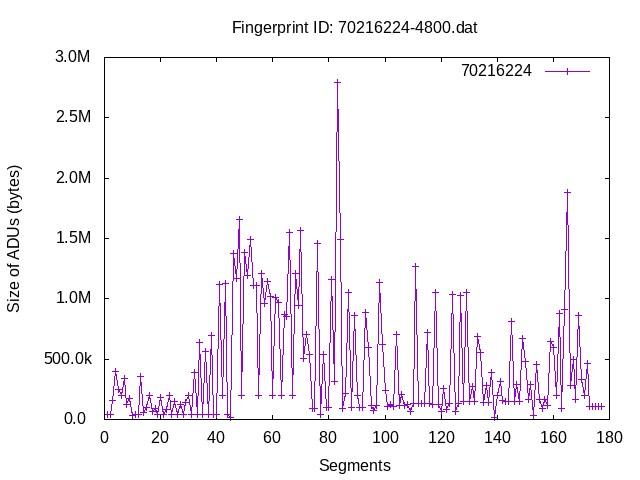 Fingerprint ID: 70216224-4800.dat
3.0M
70216224
2.5M
2.0M
1.5M
1.0M
500.0k
0.0
Size of ADUs (bytes)
0 20 40 60 80 100 120 140 160 180
Segments